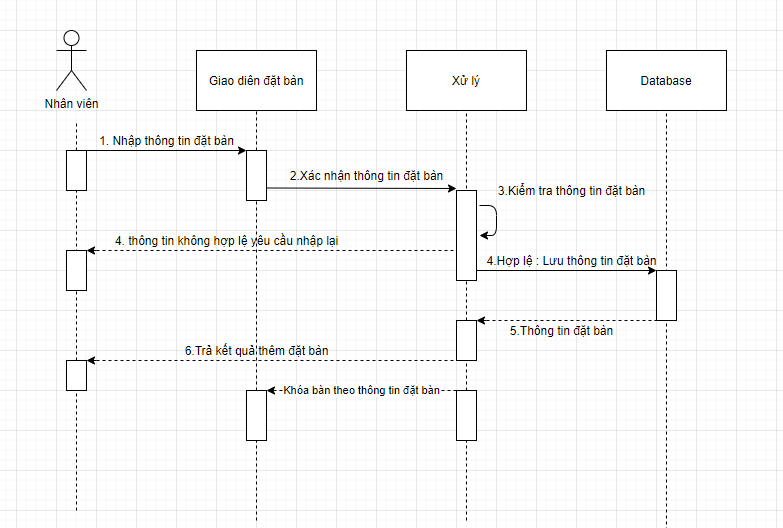 Nhân viên
Giao diên đặt bàn
Xử lý
Database
1. Nhập thông tin đặt bàn
2.Xác nhận thông tin đặt bàn
3.Kiểm tra thông tin đặt bàn
4. thông tin không hợp lệ yêu cầu nhập lại
4.Hợp lệ : Lưu thông tin đặt bàn
5.Thông tin đặt bàn
6.Trả kết quả thêm đặt bàn
Khóa bàn theo thông tin đặt bàn